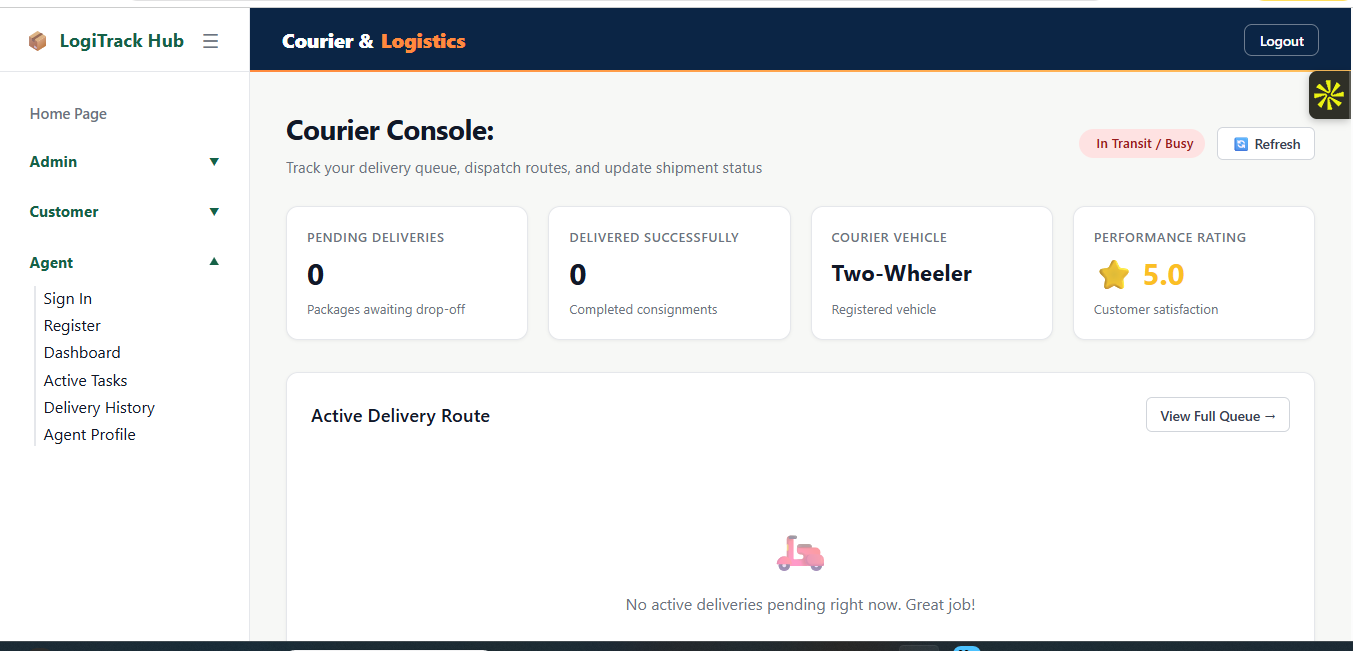 LogiTrack Hub ☰
Courier & Logistics
Logout
Home Page
Admin ▼
Customer ▼
Agent ▲
Sign In
Register
Dashboard
Active Tasks
Delivery History
Agent Profile
Courier Console:
Track your delivery queue, dispatch routes, and update shipment status
In Transit / Busy
Refresh
PENDING DELIVERIES
0
Packages awaiting drop-off
DELIVERED SUCCESSFULLY
0
Completed consignments
COURIER VEHICLE
Two-Wheeler
Registered vehicle
PERFORMANCE RATING
5.0
Customer satisfaction
Active Delivery Route
View Full Queue →
No active deliveries pending right now. Great job!